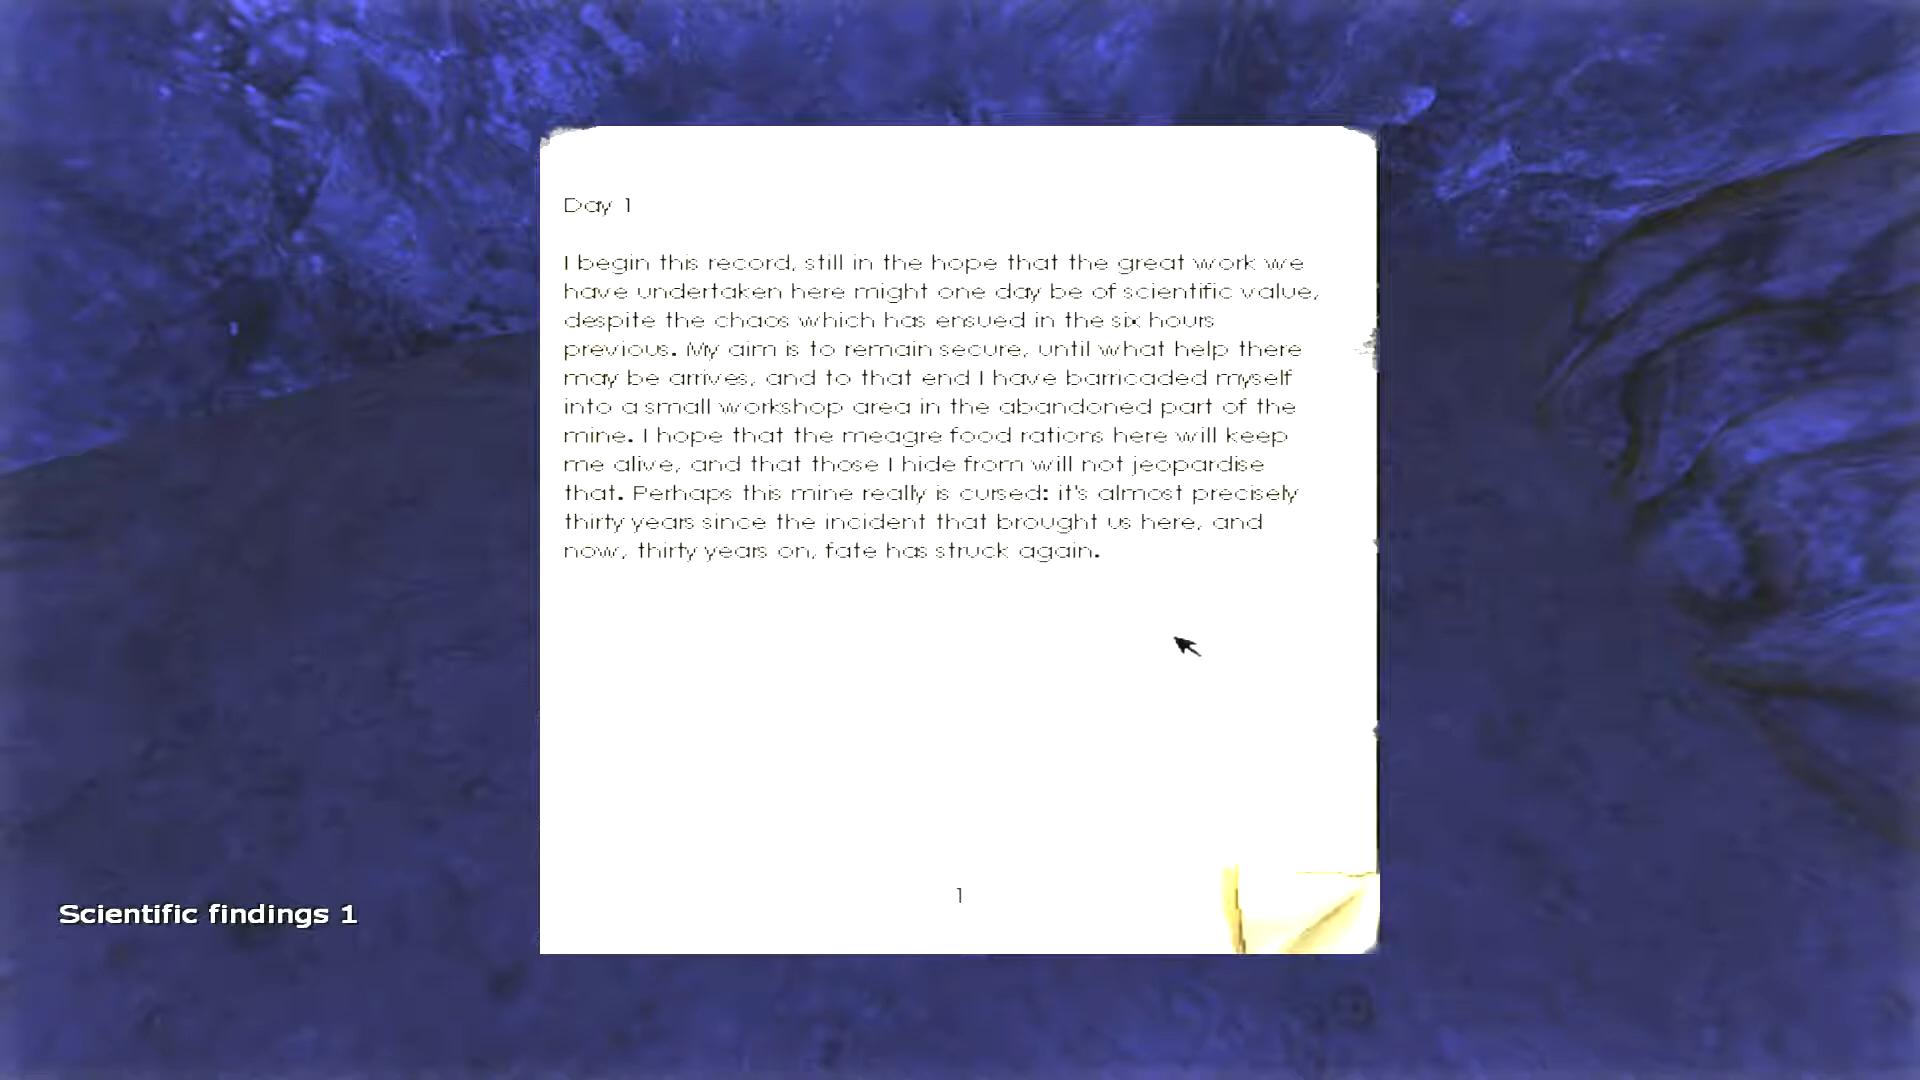 Day 1
I begin this record, still in the hope that the great work we
have undertaken here might one day be of scientific value,
despite the chaos which has ensued in the six hours
previous. My aim is to remain secure, until what help there
may be arrives, and to that end I have barricaded myself
into a small workshop area in the abandoned part of the
mine. I hope that the meagre food rations here will keep
me alive, and that those I hide from will not jeopardise
that. Perhaps this mine really is cursed: it's almost precisely
thirty years since the incident that brought us here, and
now, thirty years on, fate has struck again.
1
Scientific findings 1